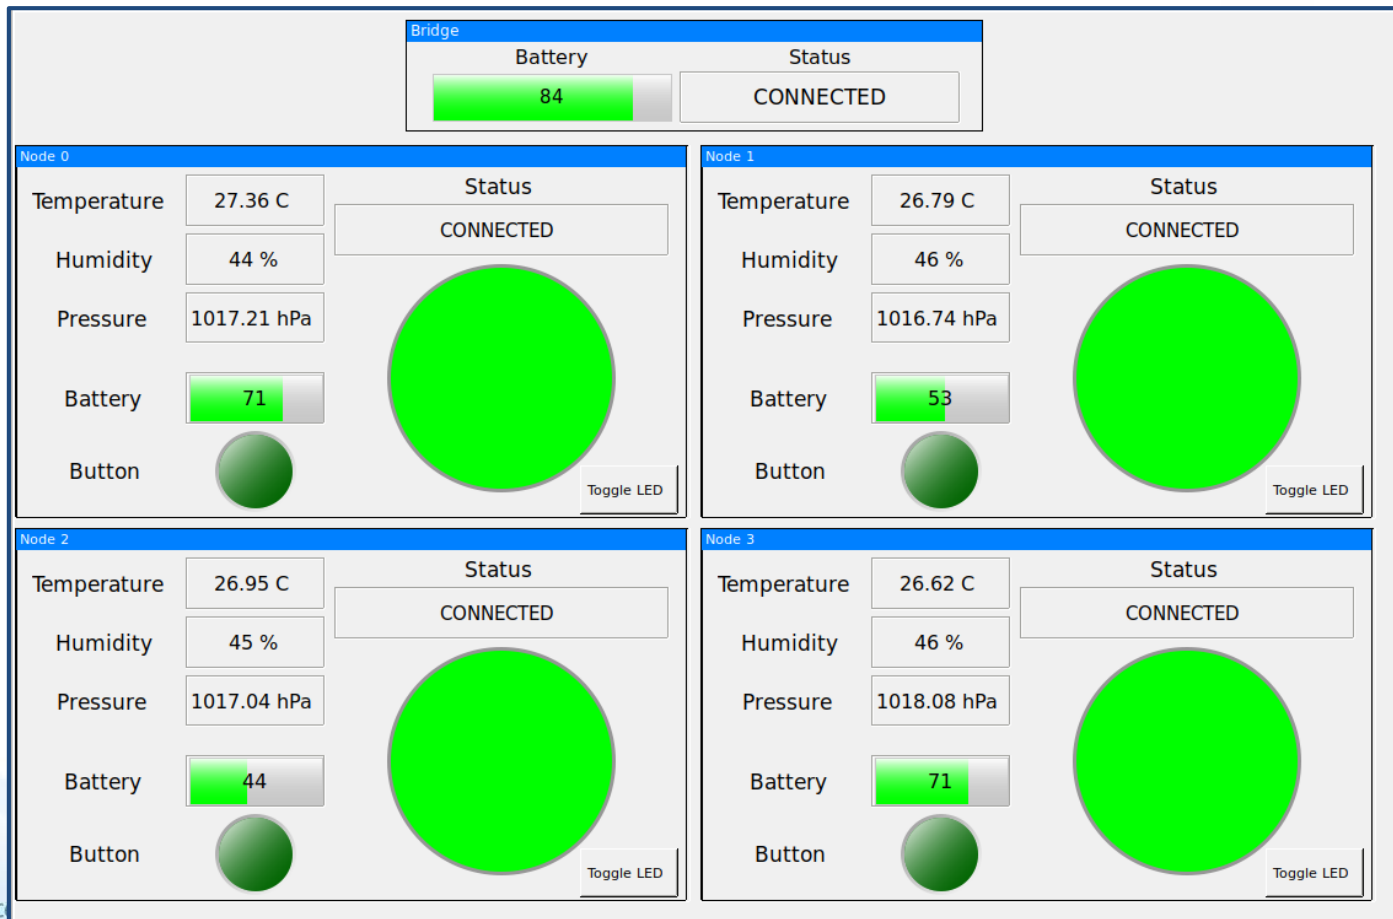 Bridge
Battery Status
84 CONNECTED
Node 0
Temperature 27.36 C Status
CONNECTED
Humidity 44 %
Pressure 1017.21 hPa
Battery 71
Button
Toggle LED
Node 1
Temperature 26.79 C Status
CONNECTED
Humidity 46 %
Pressure 1016.74 hPa
Battery 53
Button
Toggle LED
Node 2
Temperature 26.95 C Status
CONNECTED
Humidity 45 %
Pressure 1017.04 hPa
Battery 44
Button
Toggle LED
Node 3
Temperature 26.62 C Status
CONNECTED
Humidity 46 %
Pressure 1018.08 hPa
Battery 71
Button
Toggle LED